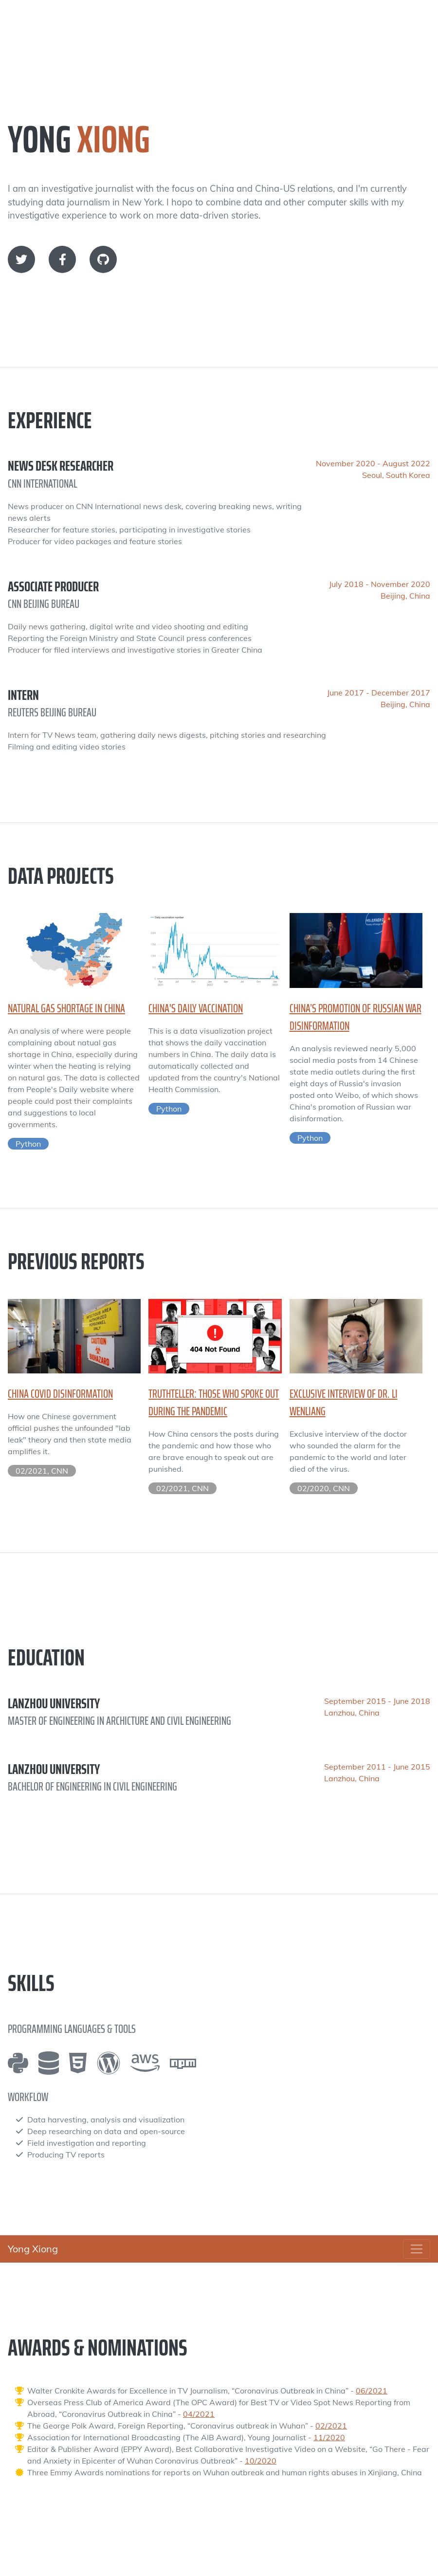 YONG XIONG
I am an investigative journalist with the focus on China and China-US relations, and I'm currently
studying data journalism in New York. I hope to combine data and other computer skills with my
investigative experience to work on more data-driven stories.
EXPERIENCE
NEWS DESK RESEARCHER
November 2020 - August 2022
CNN INTERNATIONAL
Seoul, South Korea
News producer on CNN International news desk, covering breaking news, writing
news alerts
Researcher for feature stories, participating in investigative stories
Producer for video packages and feature stories
ASSOCIATE PRODUCER
July 2018 - November 2020
CNN BEIJING BUREAU
Beijing, China
Daily news gathering, digital write and video shooting and editing
Reporting the Foreign Ministry and State Council press conferences
Producer for filed interviews and investigative stories in Greater China
INTERN
June 2017 - December 2017
REUTERS BEIJING BUREAU
Beijing, China
Intern for TV News team, gathering daily news digests, pitching stories and researching
Filming and editing video stories
DATA PROJECTS
NATURAL GAS SHORTAGE IN CHINA
An analysis of where were people
complaining about natual gas
shortage in China, especially during
winter when the heating is relying
on natural gas. The data is collected
from People's Daily website where
people could post their complaints
and suggestions to local
governments.
Python
CHINA'S DAILY VACCINATION
This is a data visualization project
that shows the daily vaccination
numbers in China. The daily data is
automatically collected and
updated from the country's National
Health Commission.
Python
CHINA'S PROMOTION OF RUSSIAN WAR
DISINFORMATION
An analysis reviewed nearly 5,000
social media posts from 14 Chinese
state media outlets during the first
eight days of Russia's invasion
posted onto Weibo, of which shows
China's promotion of Russian war
disinformation.
Python
PREVIOUS REPORTS
CAUTION
BIOHAZARD
CHINA COVID DISINFORMATION
How one Chinese government
official pushes the unfounded "lab
leak" theory and then state media
amplifies it.
02/2021, CNN
404 Not Found
TRUTHTELLER: THOSE WHO SPOKE OUT
DURING THE PANDEMIC
How China censors the posts during
the pandemic and how those who
are brave enough to speak out are
punished.
02/2021, CNN
EXCLUSIVE INTERVIEW OF DR. LI
WENLIANG
Exclusive interview of the doctor
who sounded the alarm for the
pandemic to the world and later
died of the virus.
02/2020, CNN
EDUCATION
LANZHOU UNIVERSITY
September 2015 - June 2018
MASTER OF ENGINEERING IN ARCHICTURE AND CIVIL ENGINEERING
Lanzhou, China
LANZHOU UNIVERSITY
September 2011 - June 2015
BACHELOR OF ENGINEERING IN CIVIL ENGINEERING
Lanzhou, China
SKILLS
PROGRAMMING LANGUAGES & TOOLS
aws
npm
WORKFLOW
Data harvesting, analysis and visualization
Deep researching on data and open-source
Field investigation and reporting
Producing TV reports
Yong Xiong
AWARDS & NOMINATIONS
Walter Cronkite Awards for Excellence in TV Journalism, "Coronavirus Outbreak in China" - 06/2021
Overseas Press Club of America Award (The OPC Award) for Best TV or Video Spot News Reporting from
Abroad, "Coronavirus Outbreak in China" - 04/2021
The George Polk Award, Foreign Reporting, "Coronavirus outbreak in Wuhan" - 02/2021
Association for International Broadcasting (The AIB Award), Young Journalist - 11/2020
Editor & Publisher Award (EPPY Award), Best Collaborative Investigative Video on a Website, "Go There - Fear
and Anxiety in Epicenter of Wuhan Coronavirus Outbreak" - 10/2020
Three Emmy Awards nominations for reports on Wuhan outbreak and human rights abuses in Xinjiang, China